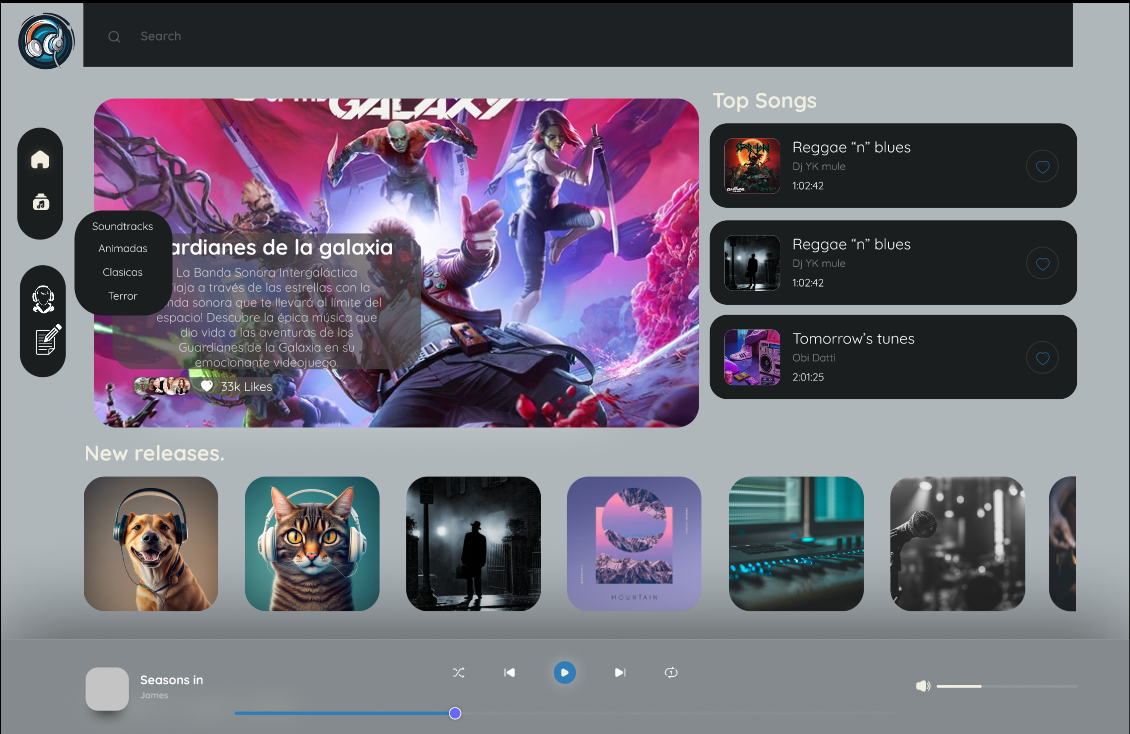 Search
GALAXY
Top Songs
Reggae “n” blues
Dj YK mule
1:02:42
Reggae “n” blues
Dj YK mule
1:02:42
Tomorrow’s tunes
Obi Datti
2:01:25
Soundtracks
Animadas
Clasicas
Terror
ardianes de la galaxia
La Banda Sonora Intergaláctica
iaja a través de las estrellas con la
nda sonora que te llevará al límite del
espacio! Descubre la épica música que
dio vida a las aventuras de los
Guardianes de la Galaxia en su
emocionante videojuego
33k Likes
New releases.
MOUNTAIN
Seasons in
James